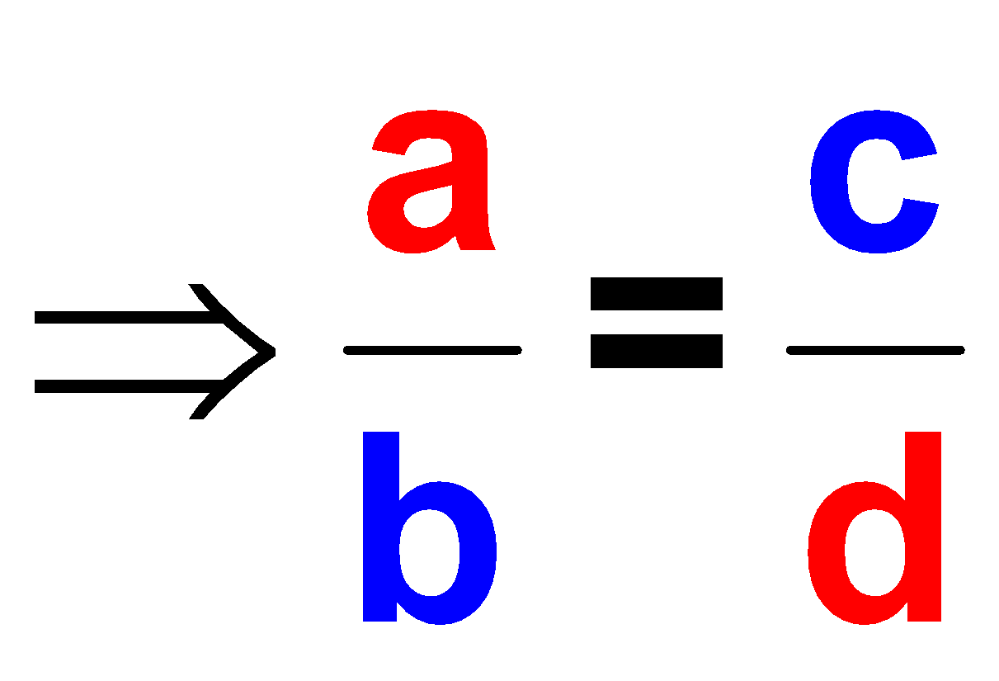 ⇒ a/b = c/d